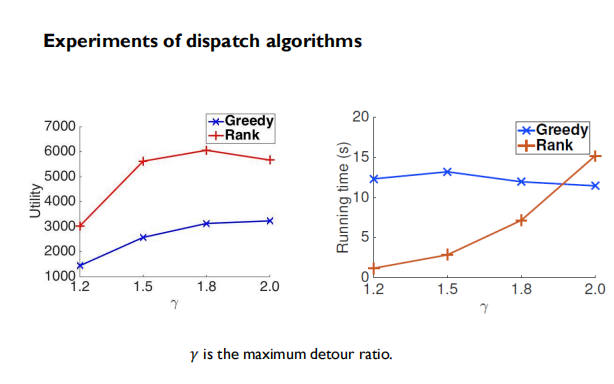 Experiments of dispatch algorithms
Greedy
Rank
7000
6000
5000
4000
3000
2000
1000
Utility
1.2 1.5 1.8 2.0
γ
Greedy
Rank
20
15
10
5
0
Running time (s)
1.2 1.5 1.8 2.0
γ
γ is the maximum detour ratio.